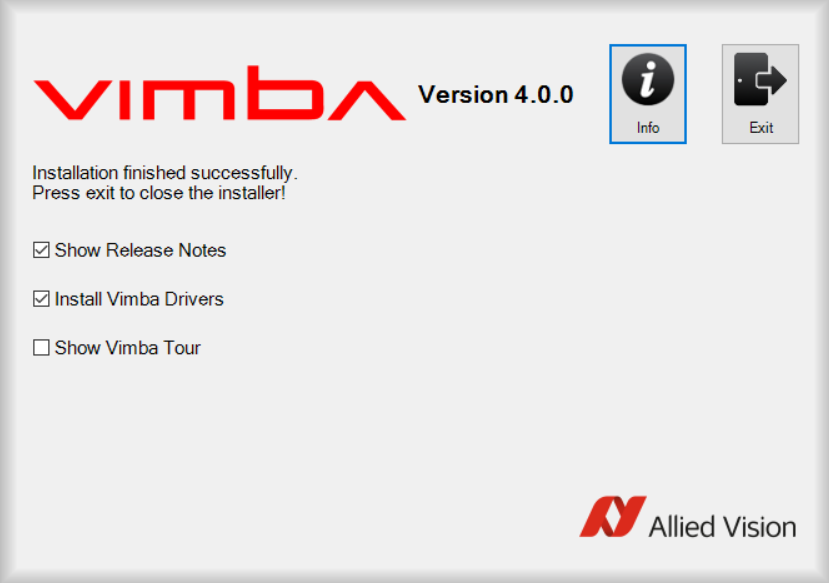 vimba
Version 4.0.0
Info
Exit
Installation finished successfully.
Press exit to close the installer!
Show Release Notes
Install Vimba Drivers
Show Vimba Tour
Allied Vision